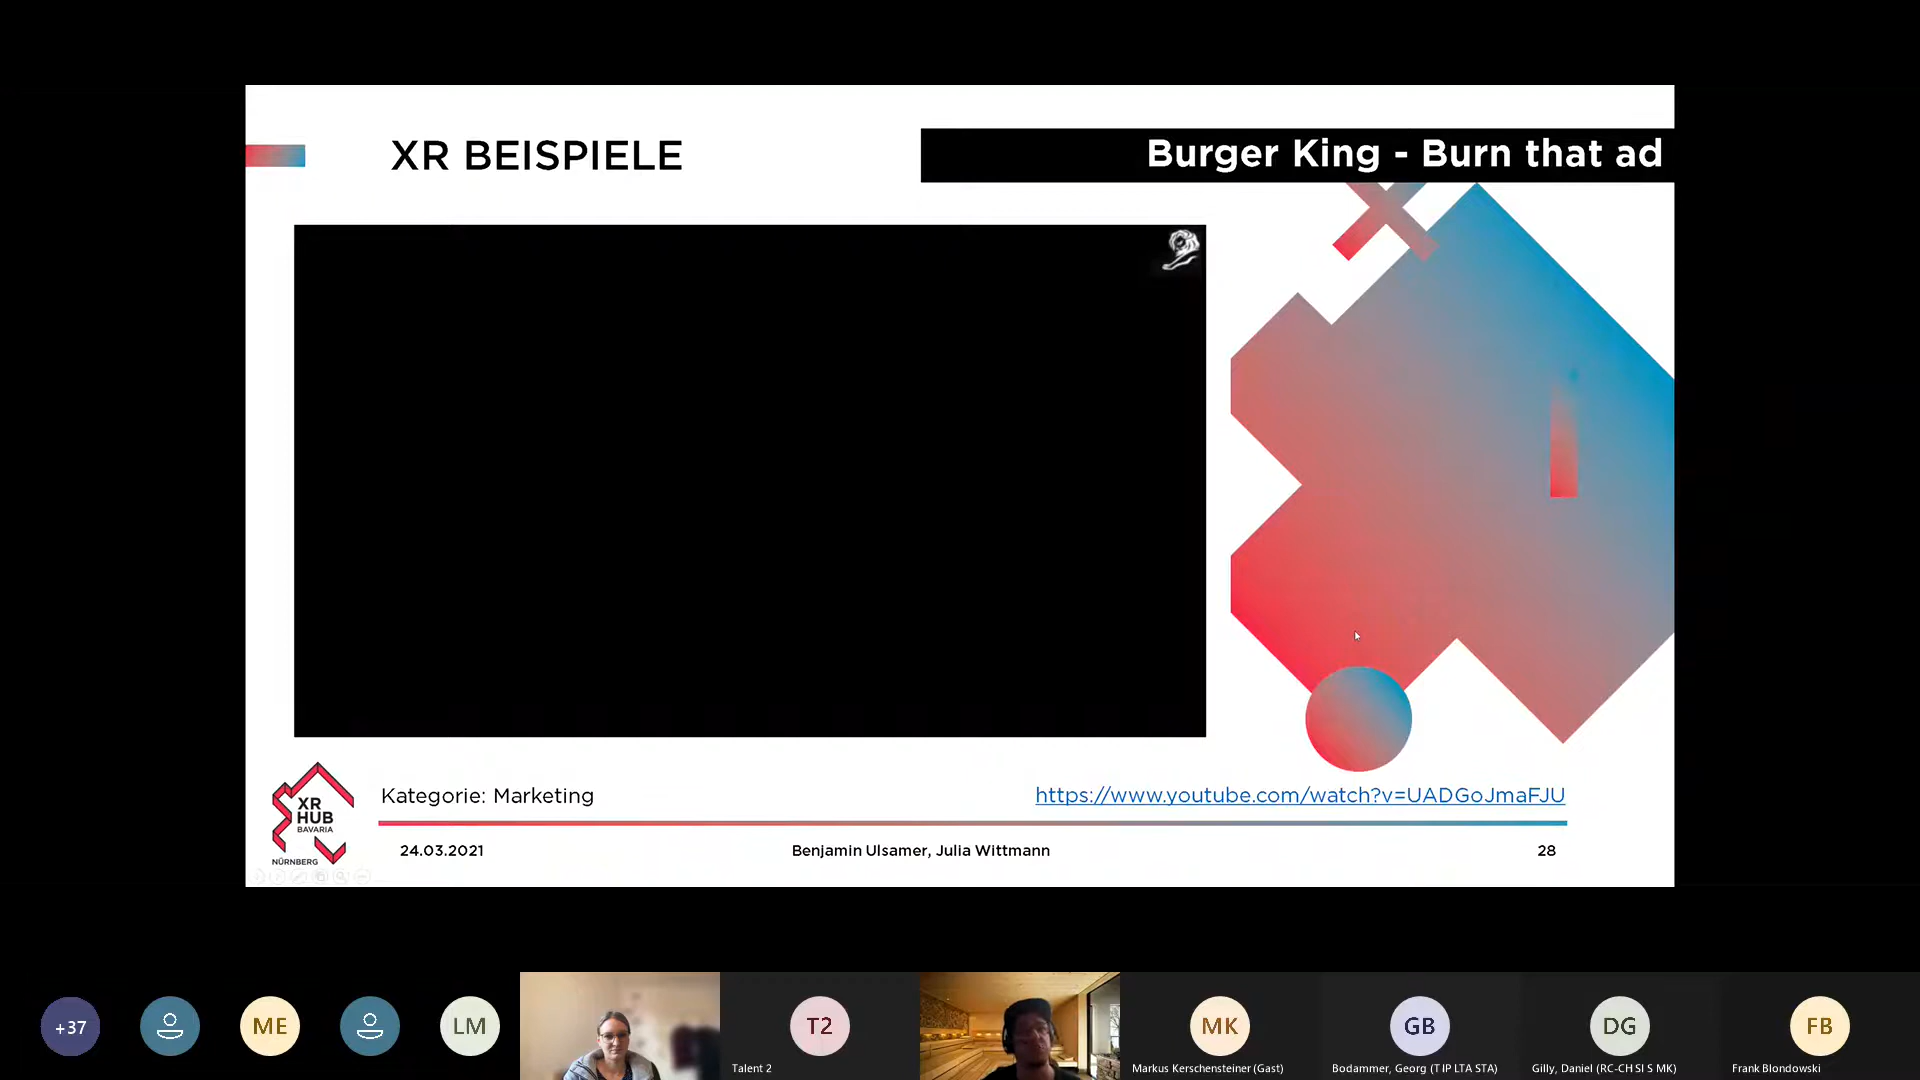 XR BEISPIELE
Burger King - Burn that ad
XR
HUB
BAVARIA
NÜRNBERG
Kategorie: Marketing
https://www.youtube.com/watch?v=UADGoJmaFJU
24.03.2021
Benjamin Ulsamer, Julia Wittmann
28
+37
ME
LM
T2
Talent 2
MK
Markus Kerschensteiner (Gast)
GB
Bodammer, Georg (T IP LTA STA)
DG
Gilly, Daniel (RC-CH SI S MK)
FB
Frank Blondowski